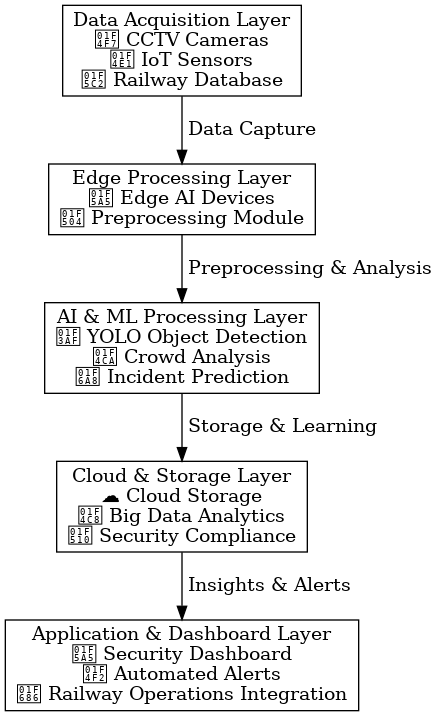 Data Acquisition Layer
📷 CCTV Cameras
📡 IoT Sensors
🗂 Railway Database
Data Capture
Edge Processing Layer
🖥 Edge AI Devices
🔄 Preprocessing Module
Preprocessing & Analysis
AI & ML Processing Layer
🎯 YOLO Object Detection
📊 Crowd Analysis
🚨 Incident Prediction
Storage & Learning
Cloud & Storage Layer
☁ Cloud Storage
📈 Big Data Analytics
🔐 Security Compliance
Insights & Alerts
Application & Dashboard Layer
🖥 Security Dashboard
📲 Automated Alerts
🚆 Railway Operations Integration